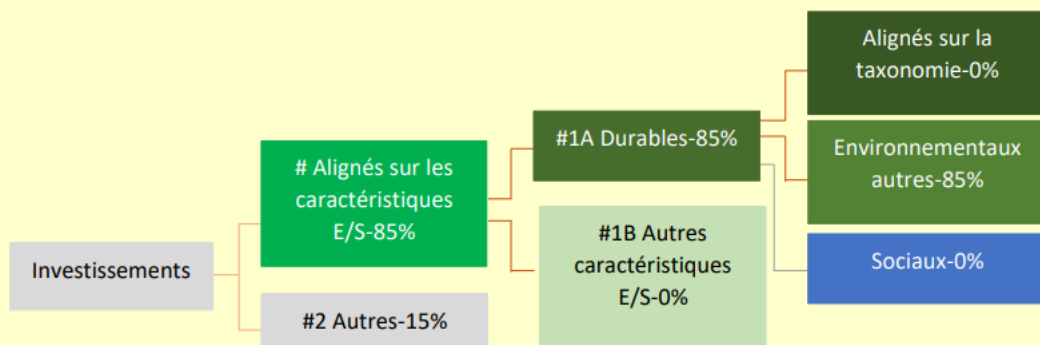 Investissements
# Alignés sur les
caractéristiques
E/S-85%
#2 Autres-15%
#1A Durables-85%
#1B Autres
caractéristiques
E/S-0%
Alignés sur la
taxonomie-0%
Environnementaux
autres-85%
Sociaux-0%